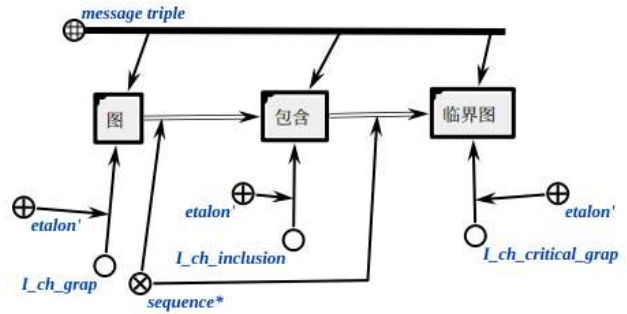 message triple
图
包含
临界图
etalon'
etalon'
etalon'
I_ch_grap
I_ch_inclusion
I_ch_critical_grap
sequence*